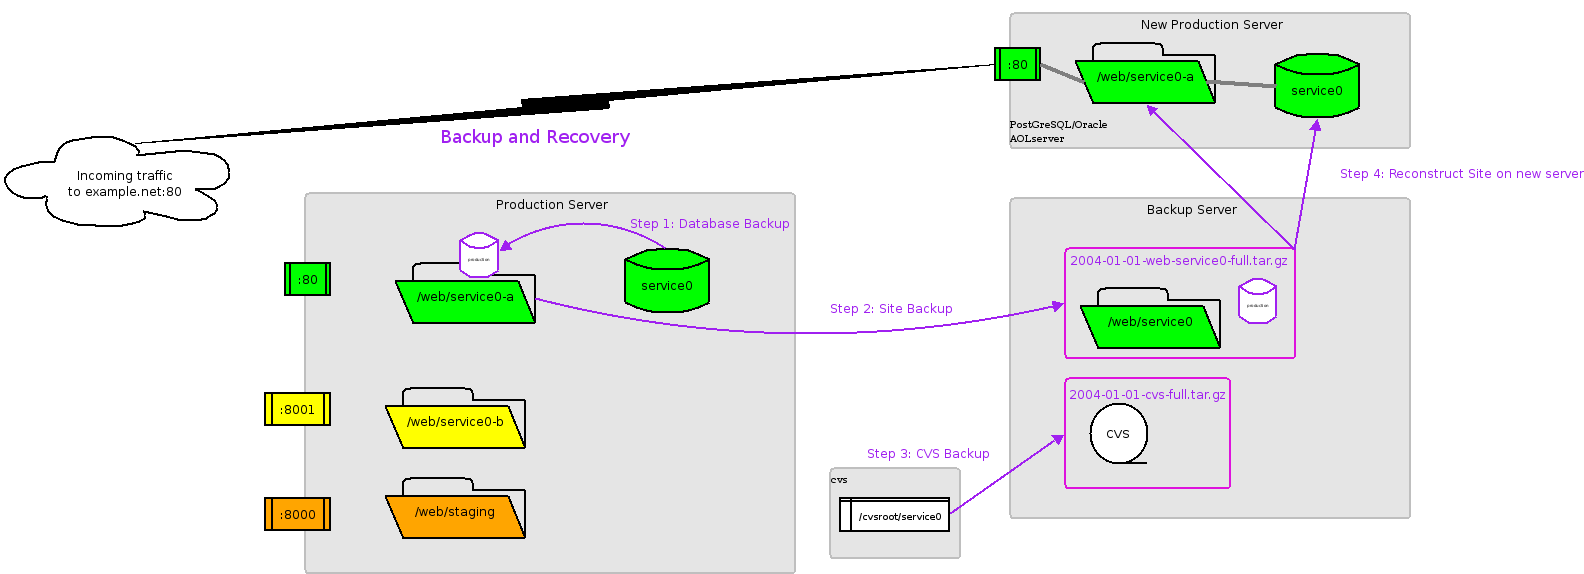 New Production Server
:80
/web/service0-a
service0
PostGreSQL/Oracle
AOLserver
Backup and Recovery
Incoming traffic
to example.net:80
Step 4: Reconstruct Site on new server
Production Server
Step 1: Database Backup
production
:80
/web/service0-a
service0
Step 2: Site Backup
Backup Server
2004-01-01-web-service0-full.tar.gz
/web/service0
production
:8001
/web/service0-b
2004-01-01-cvs-full.tar.gz
CVS
Step 3: CVS Backup
:8000
/web/staging
cvs
/cvsroot/service0